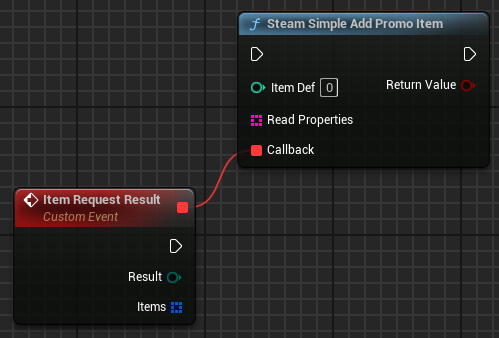 Steam Simple Add Promo Item
Item Def 0
Return Value
Read Properties
Callback
Item Request Result
Custom Event
Result
Items